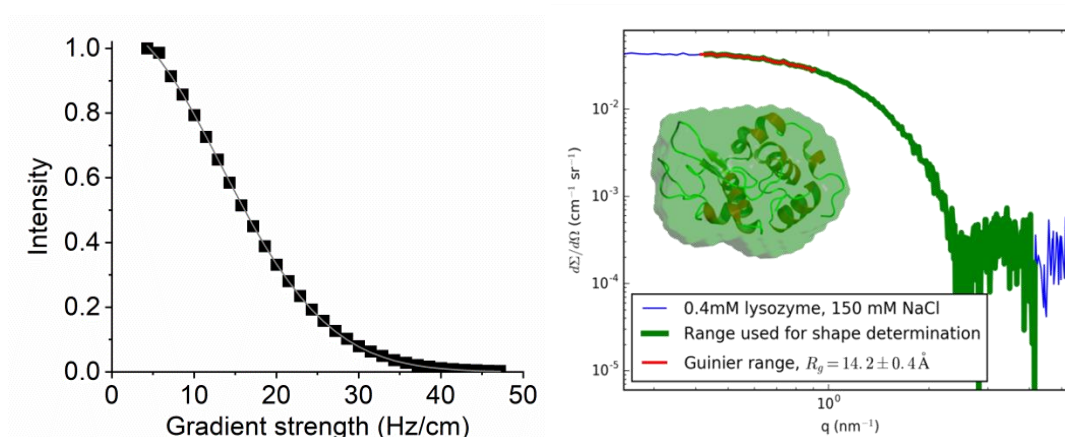 1.0
0.8
0.6
0.4
0.2
0.0
Intensity
0 10 20 30 40 50
Gradient strength (Hz/cm)
10⁻²
10⁻³
10⁻⁴
10⁻⁵
dΣ/dΩ (cm⁻¹ sr⁻¹)
0.4mM lysozyme, 150 mM NaCl
Range used for shape determination
Guinier range, R_g = 14.2 ± 0.4 Å
10⁰
q (nm⁻¹)